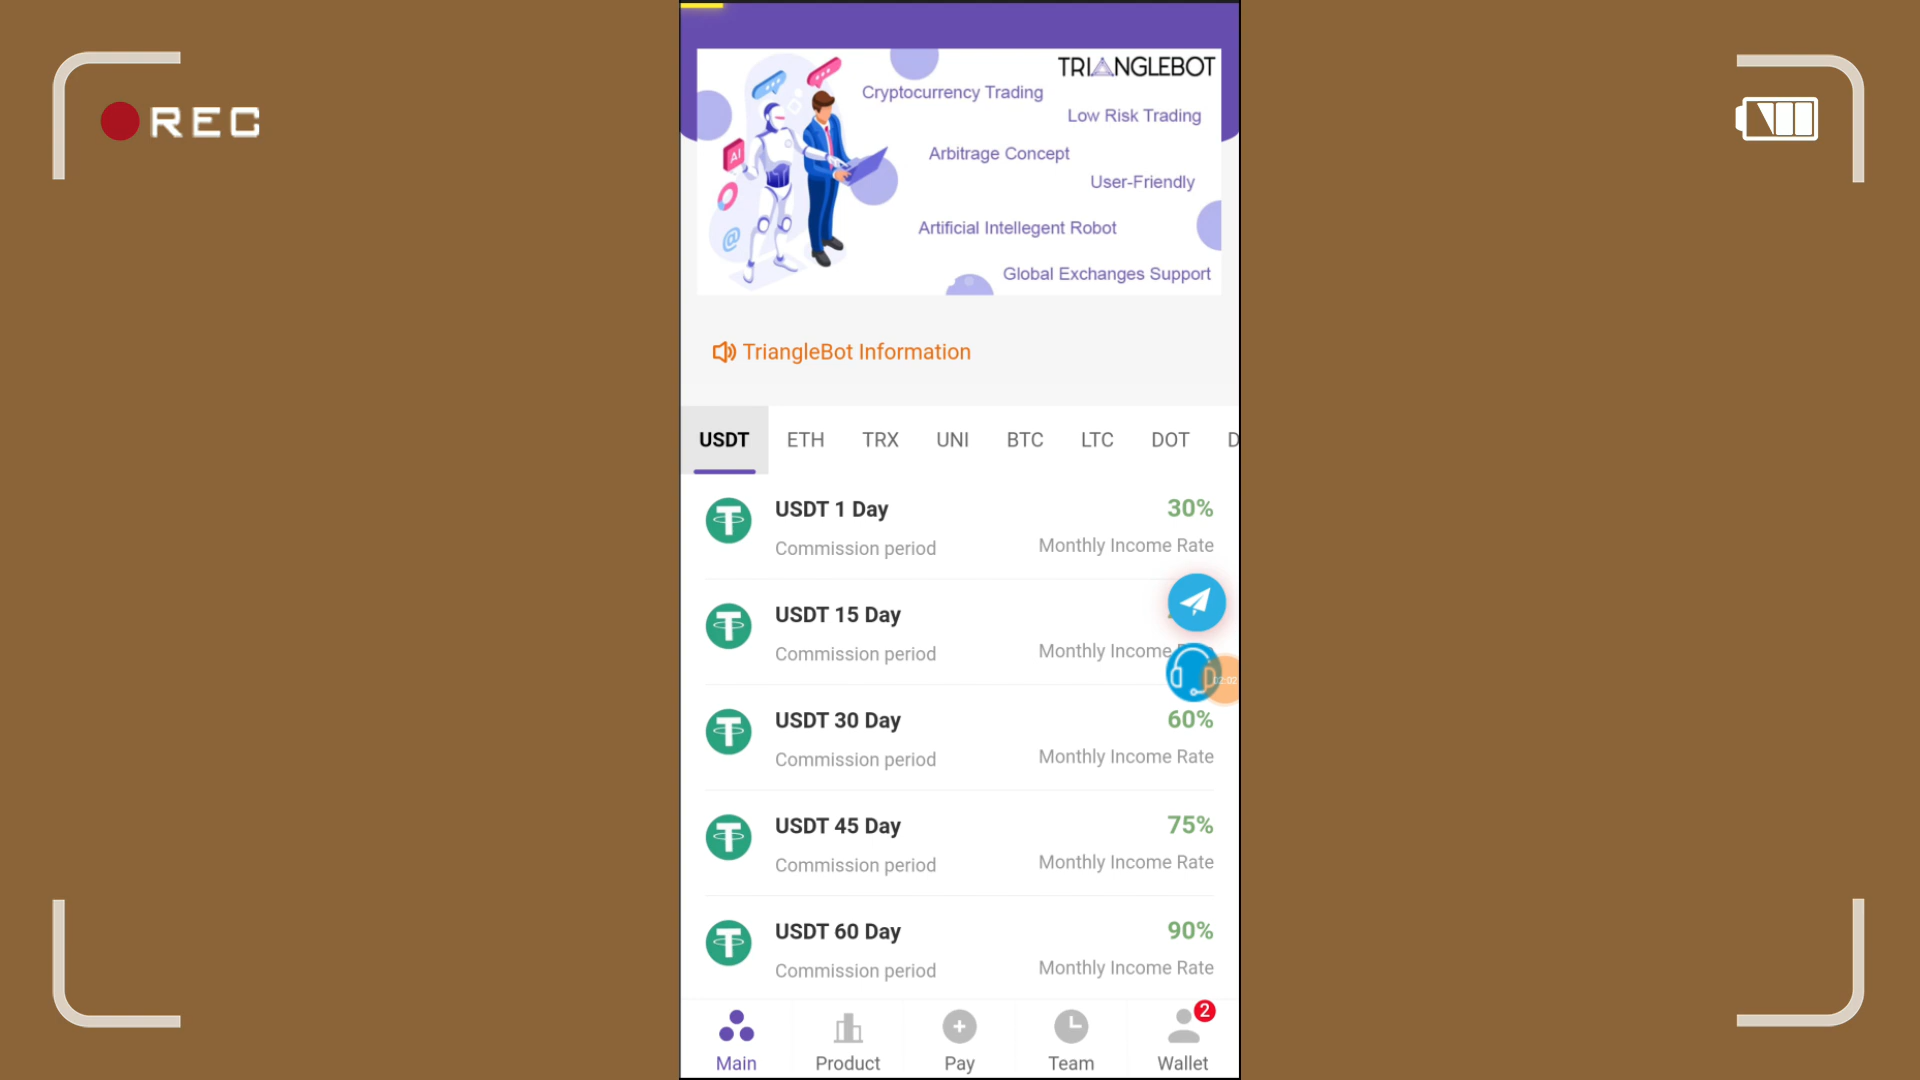 REC
TRIANGLEBOT
Cryptocurrency Trading
Low Risk Trading
Arbitrage Concept
User-Friendly
Artificial Intellegent Robot
Global Exchanges Support
AI
@
TriangleBot Information
USDT ETH TRX UNI BTC LTC DOT D
USDT 1 Day 30%
Commission period Monthly Income Rate
USDT 15 Day
Commission period Monthly Income
02:02
USDT 30 Day 60%
Commission period Monthly Income Rate
USDT 45 Day 75%
Commission period Monthly Income Rate
USDT 60 Day 90%
Commission period Monthly Income Rate
2
Main Product Pay Team Wallet